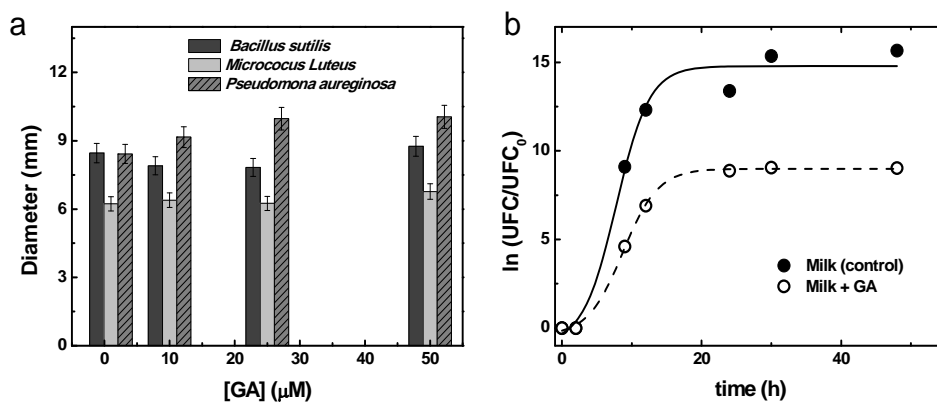 a
Bacillus sutilis
Micrococus Luteus
Pseudomona aureginosa
12
9
6
3
0
Diameter (mm)
0 10 20 30 40 50
[GA] (μM)
b
15
10
5
0
ln (UFC/UFC0)
Milk (control)
Milk + GA
0 20 40
time (h)